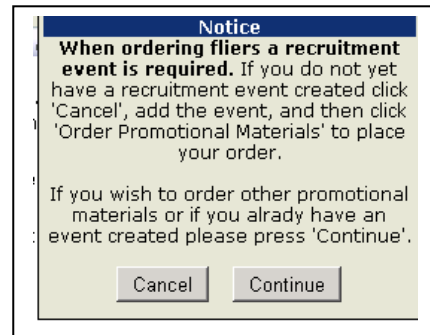 Notice
When ordering fliers a recruitment
event is required. If you do not yet
have a recruitment event created click
'Cancel', add the event, and then click
'Order Promotional Materials' to place
your order.
If you wish to order other promotional
materials or if you alrady have an
event created please press 'Continue'.
Cancel
Continue